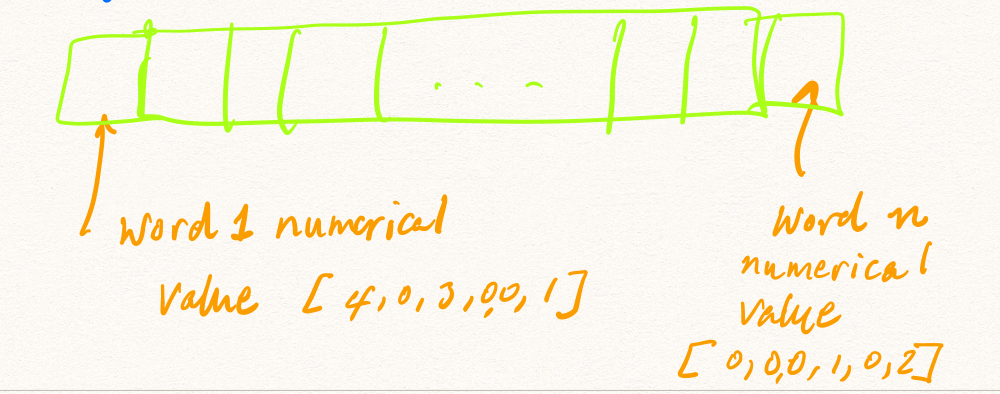 . . .
word 1 numerical
value [4,0,3,0,0,1]
word n
numerical
value
[0,0,0,1,0,2]